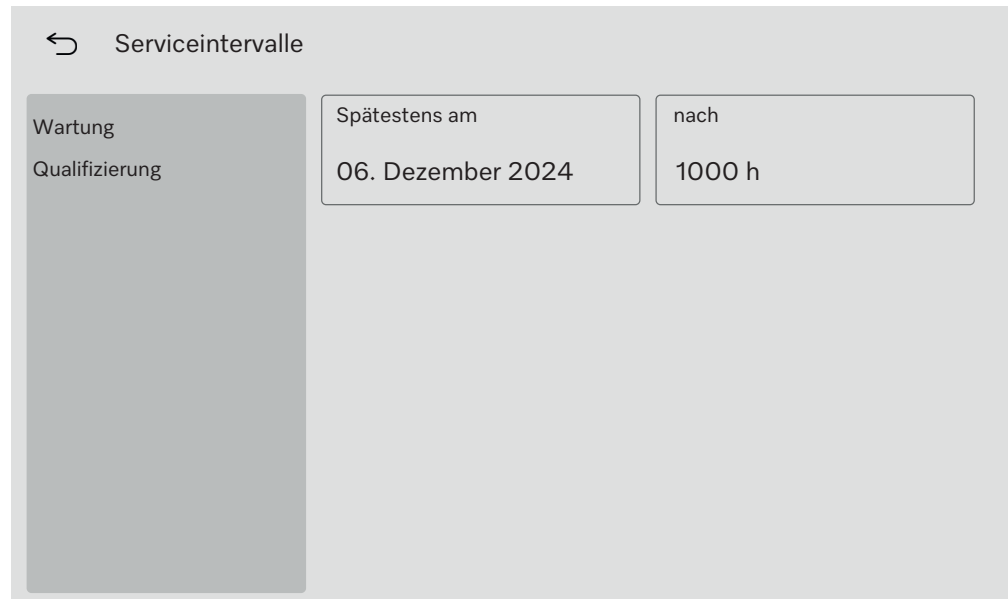 Serviceintervalle
Wartung
Qualifizierung
Spätestens am
06. Dezember 2024
nach
1000 h